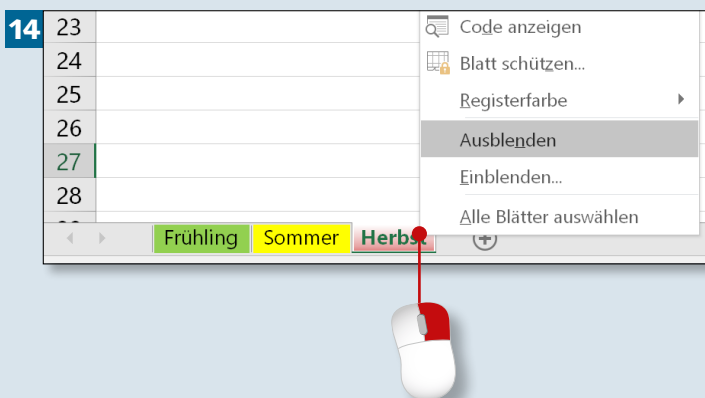 14
23
24
25
26
27
28
Code anzeigen
Blatt schützen...
Registerfarbe
Ausblenden
Einblenden...
Alle Blätter auswählen
Frühling Sommer Herbst